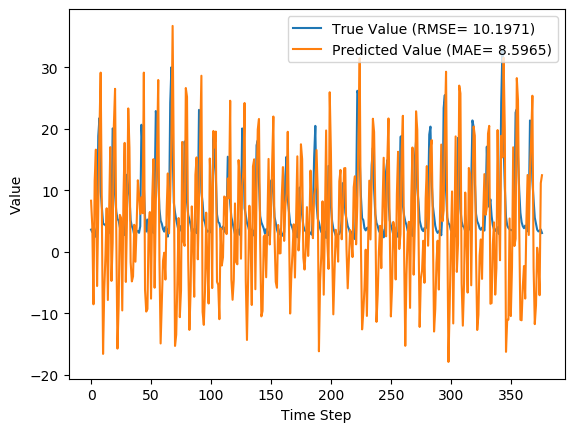 True Value (RMSE= 10.1971)
Predicted Value (MAE= 8.5965)
Value
30
20
10
0
−10
−20
0 50 100 150 200 250 300 350
Time Step